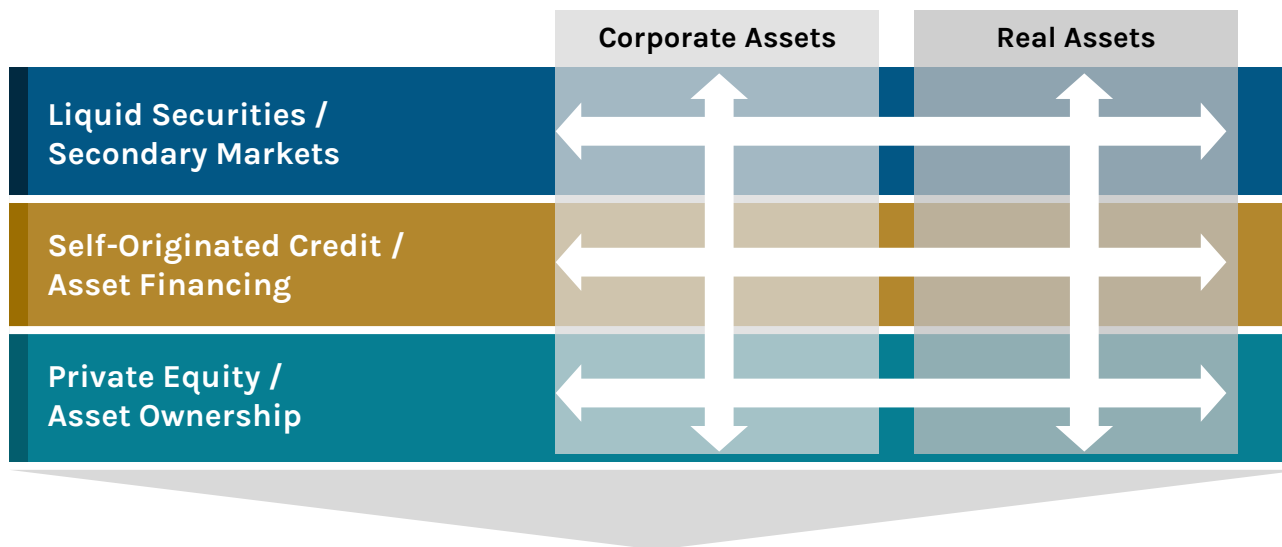 Corporate Assets
Real Assets
Liquid Securities /
Secondary Markets
Self-Originated Credit /
Asset Financing
Private Equity /
Asset Ownership